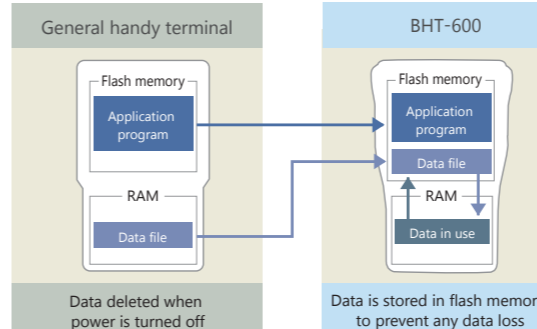 General handy terminal
Flash memory
Application
program
RAM
Data file
Data deleted when
power is turned off
BHT-600
Flash memory
Application
program
Data file
RAM
Data in use
Data is stored in flash memor
to prevent any data loss